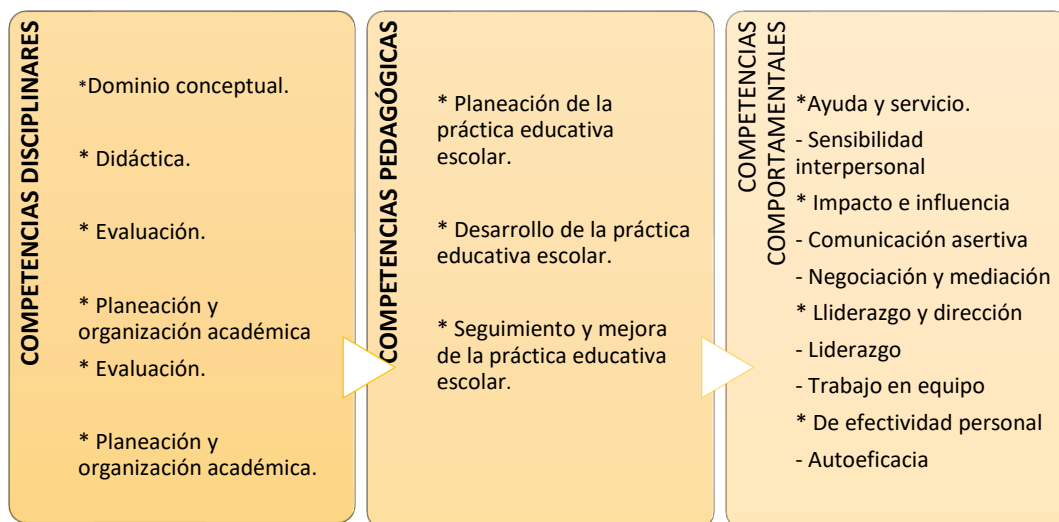 COMPETENCIAS DISCIPLINARES
*Dominio conceptual.
* Didáctica.
* Evaluación.
* Planeación y
organización académica
* Evaluación.
* Planeación y
organización académica.
COMPETENCIAS PEDAGÓGICAS
* Planeación de la
práctica educativa
escolar.
* Desarrollo de la práctica
educativa escolar.
* Seguimiento y mejora
de la práctica educativa
escolar.
COMPETENCIAS
COMPORTAMENTALES
*Ayuda y servicio.
- Sensibilidad
interpersonal
* Impacto e influencia
- Comunicación asertiva
- Negociación y mediación
* Lliderazgo y dirección
- Liderazgo
- Trabajo en equipo
* De efectividad personal
- Autoeficacia